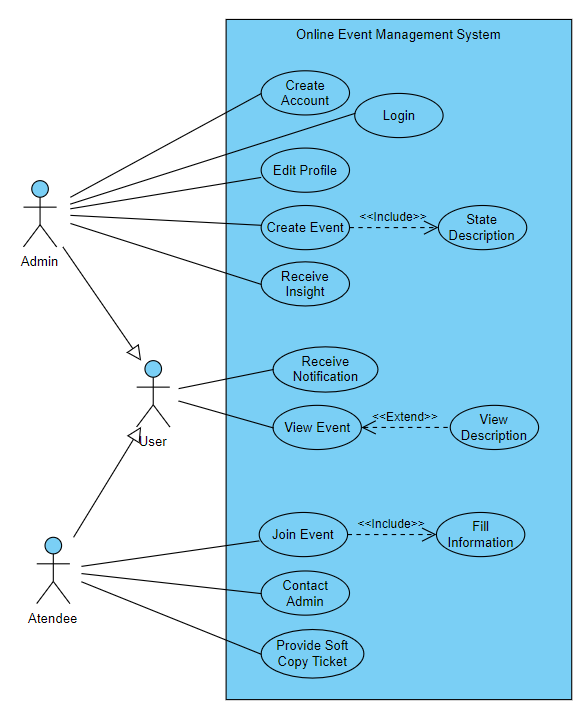 Online Event Management System
Create
Account
Login
Edit Profile
Create Event
<<Include>>
State
Description
Admin
Receive
Insight
Receive
Notification
User
View Event
<<Extend>>
View
Description
Join Event
<<Include>>
Fill
Information
Atendee
Contact
Admin
Provide Soft
Copy Ticket